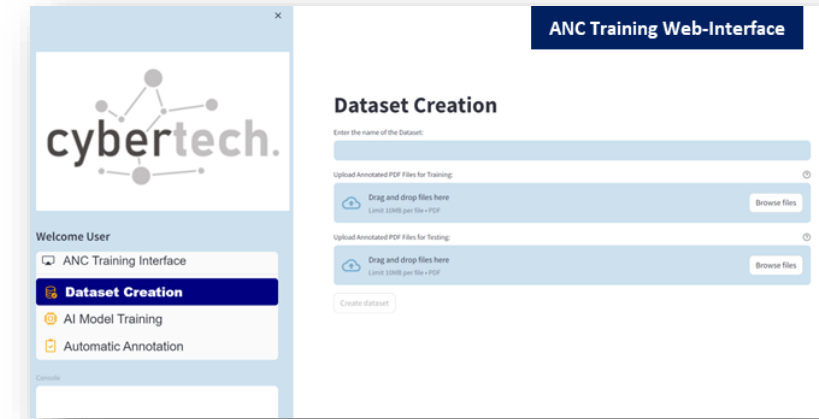 ×
ANC Training Web-Interface
cybertech.
Welcome User
ANC Training Interface
Dataset Creation
AI Model Training
Automatic Annotation
Console
Dataset Creation
Enter the name of the Dataset:
Upload Annotated PDF Files for Training:
Drag and drop files here
Limit 10MB per file • PDF
Browse files
Upload Annotated PDF Files for Testing:
Drag and drop files here
Limit 10MB per file • PDF
Browse files
Create dataset